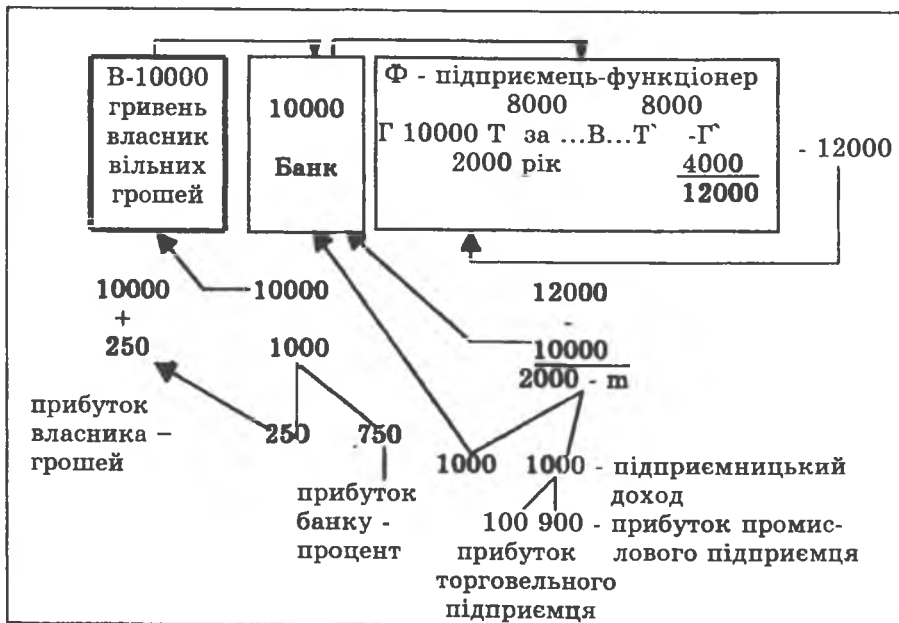 В-10000
гривень
власник
вільних
грошей
10000
Банк
Ф - підприємець-функціонер
8000 8000
Г 10000 Т за ...В...Т` -Г`
2000 рік 4000
12000
- 12000
10000 10000
+
250 1000
12000
-
10000
2000 - m
прибуток
власника –
грошей
250 750
прибуток
банку -
процент
1000 1000 - підприємницький
доход
100 900 - прибуток промис-
лового підприємця
прибуток
торговельного
підприємця